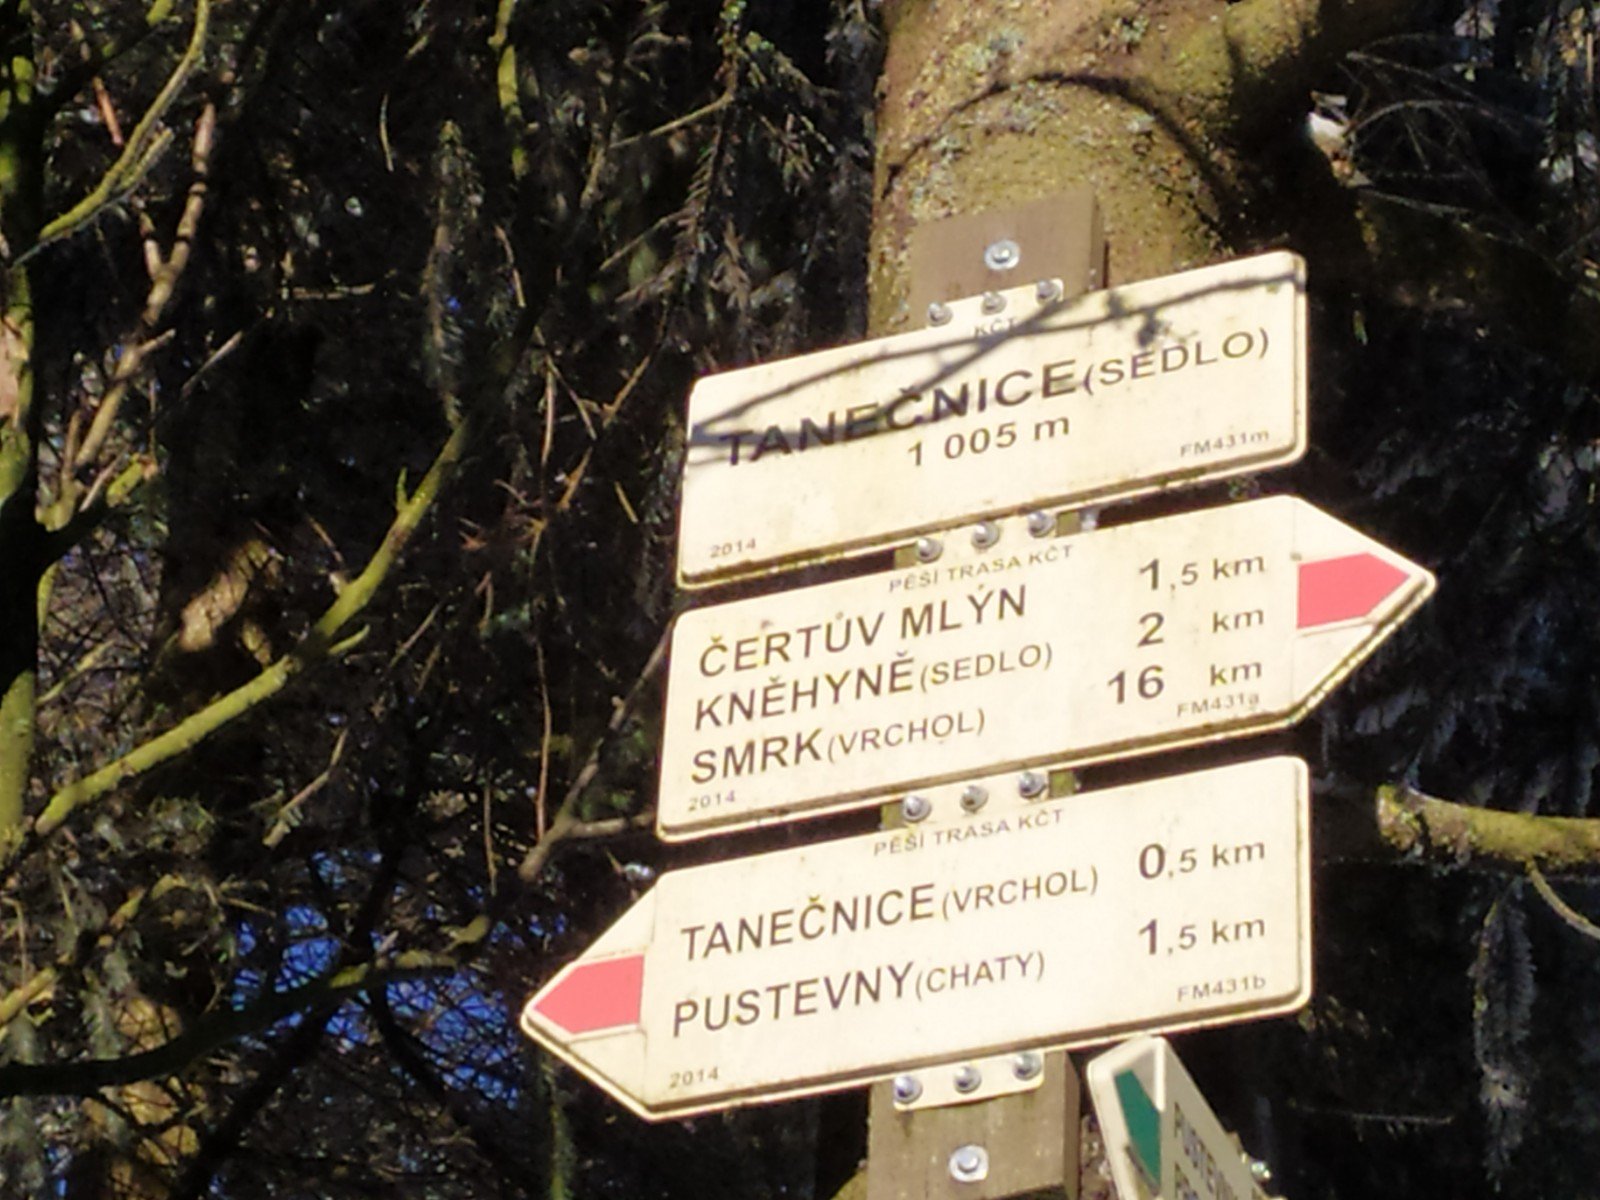 KČT
TANEČNICE(SEDLO)
1 005 m
FM431m
2014
PĚŠÍ TRASA KČT
ČERTŮV MLÝN 1,5 km
KNĚHYNĚ(SEDLO) 2 km
SMRK(VRCHOL) 16 km
FM431a
2014
PĚŠÍ TRASA KČT
TANEČNICE(VRCHOL) 0,5 km
PUSTEVNY(CHATY) 1,5 km
FM431b
2014